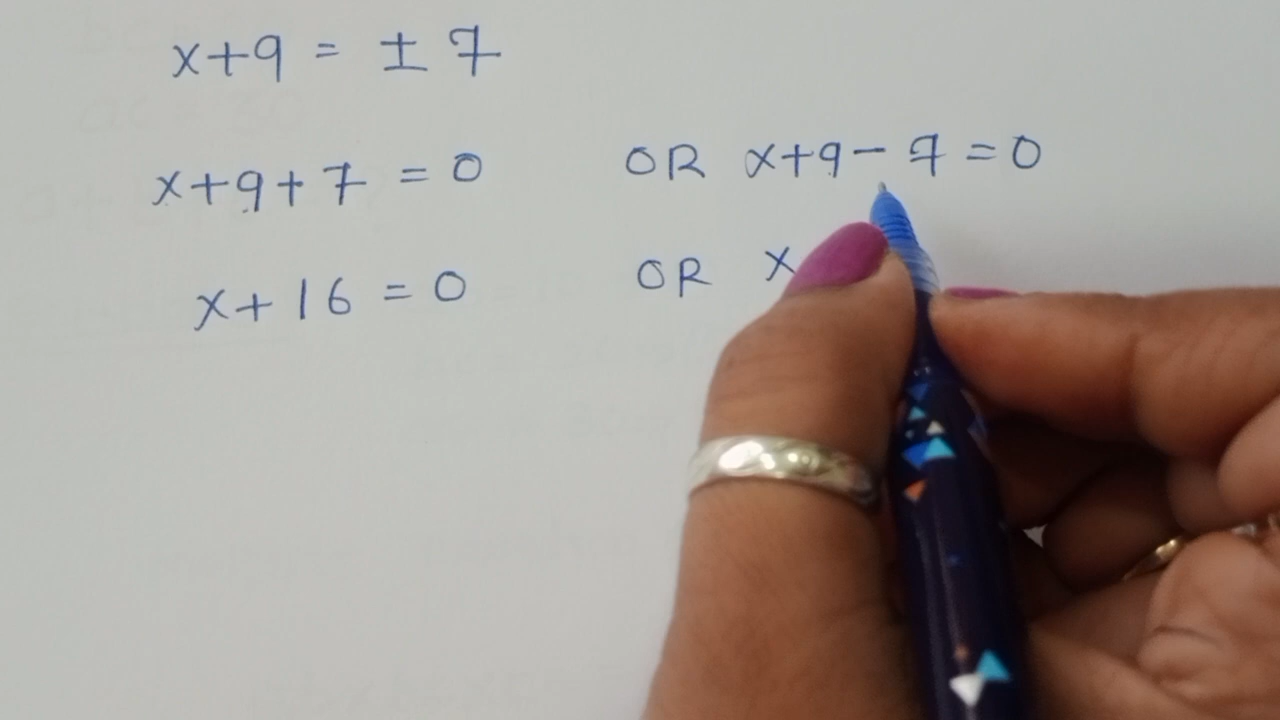 x+9 = ± 7
x+9+7 = 0 OR x+9-7=0
x+16 = 0 OR x